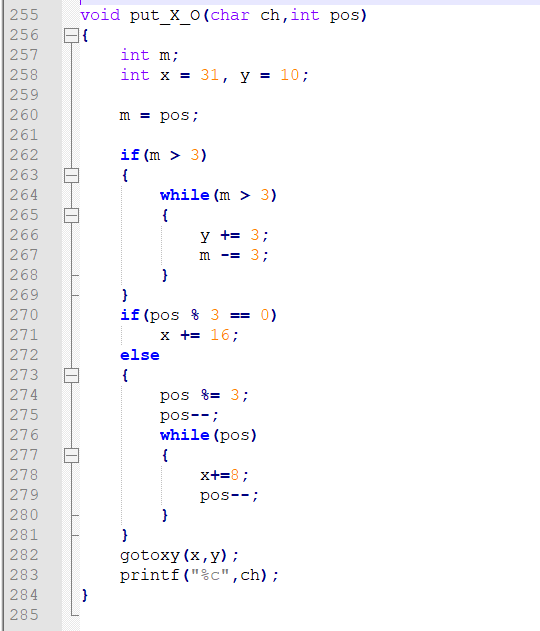 255 void put_X_O(char ch,int pos)
256 {
257     int m;
258     int x = 31, y = 10;
259
260     m = pos;
261
262     if(m > 3)
263     {
264         while(m > 3)
265         {
266             y += 3;
267             m -= 3;
268         }
269     }
270     if(pos % 3 == 0)
271         x += 16;
272     else
273     {
274         pos %= 3;
275         pos--;
276         while(pos)
277         {
278             x+=8;
279             pos--;
280         }
281     }
282     gotoxy(x,y);
283     printf("%c",ch);
284 }
285